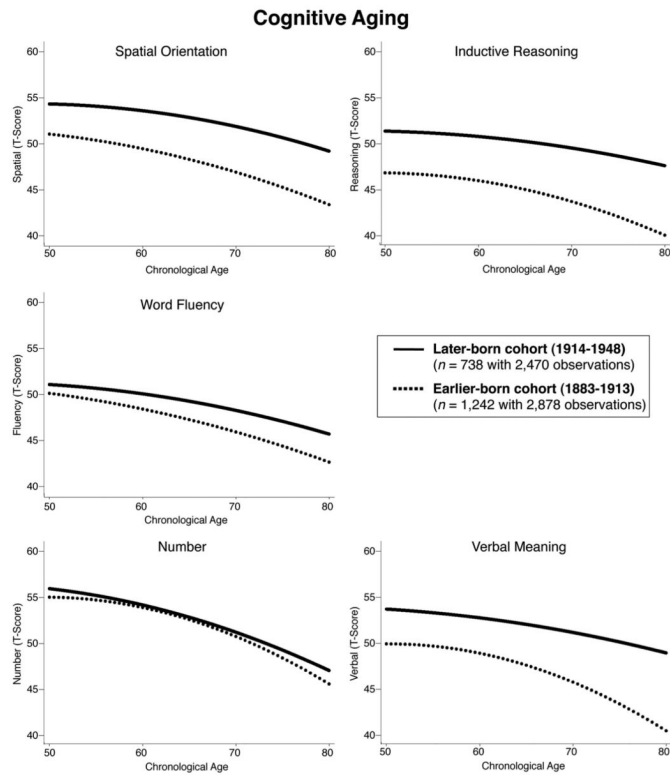 Cognitive Aging
Spatial Orientation
60
55
50
45
40
Spatial (T-Score)
50 60 70 80
Chronological Age
Inductive Reasoning
60
55
50
45
40
Reasoning (T-Score)
50 60 70 80
Chronological Age
Word Fluency
60
55
50
45
40
Fluency (T-Score)
50 60 70 80
Chronological Age
Later-born cohort (1914-1948)
(n = 738 with 2,470 observations)
Earlier-born cohort (1883-1913)
(n = 1,242 with 2,878 observations)
Number
60
55
50
45
40
Number (T-Score)
50 60 70 80
Chronological Age
Verbal Meaning
60
55
50
45
40
Verbal (T-Score)
50 60 70 80
Chronological Age